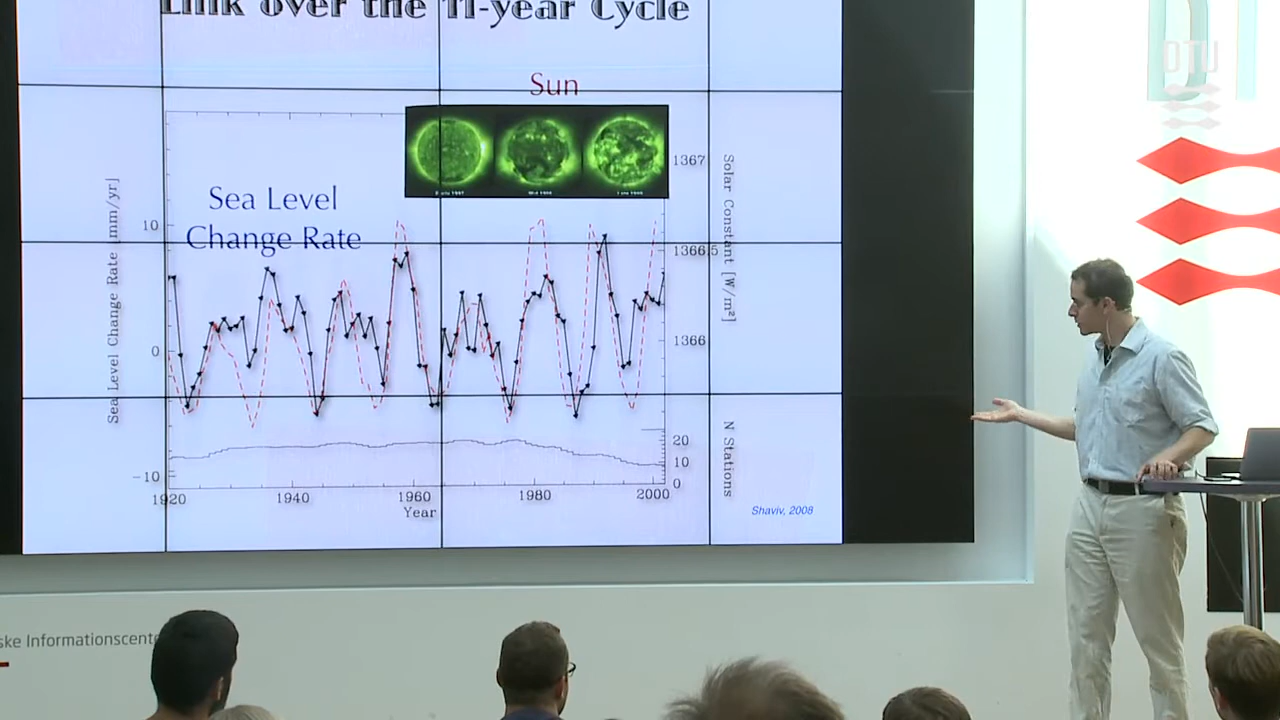 Link over the 11-year Cycle
Sun
Sea Level
Change Rate
Sea Level Change Rate [mm/yr]
10
0
-10
1367
1366.5
1366
Solar Constant [W/m²]
20
10
0
N Stations
1920
1940
1960
1980
2000
Year
Shaviv, 2008
DTU
ske Informationscent